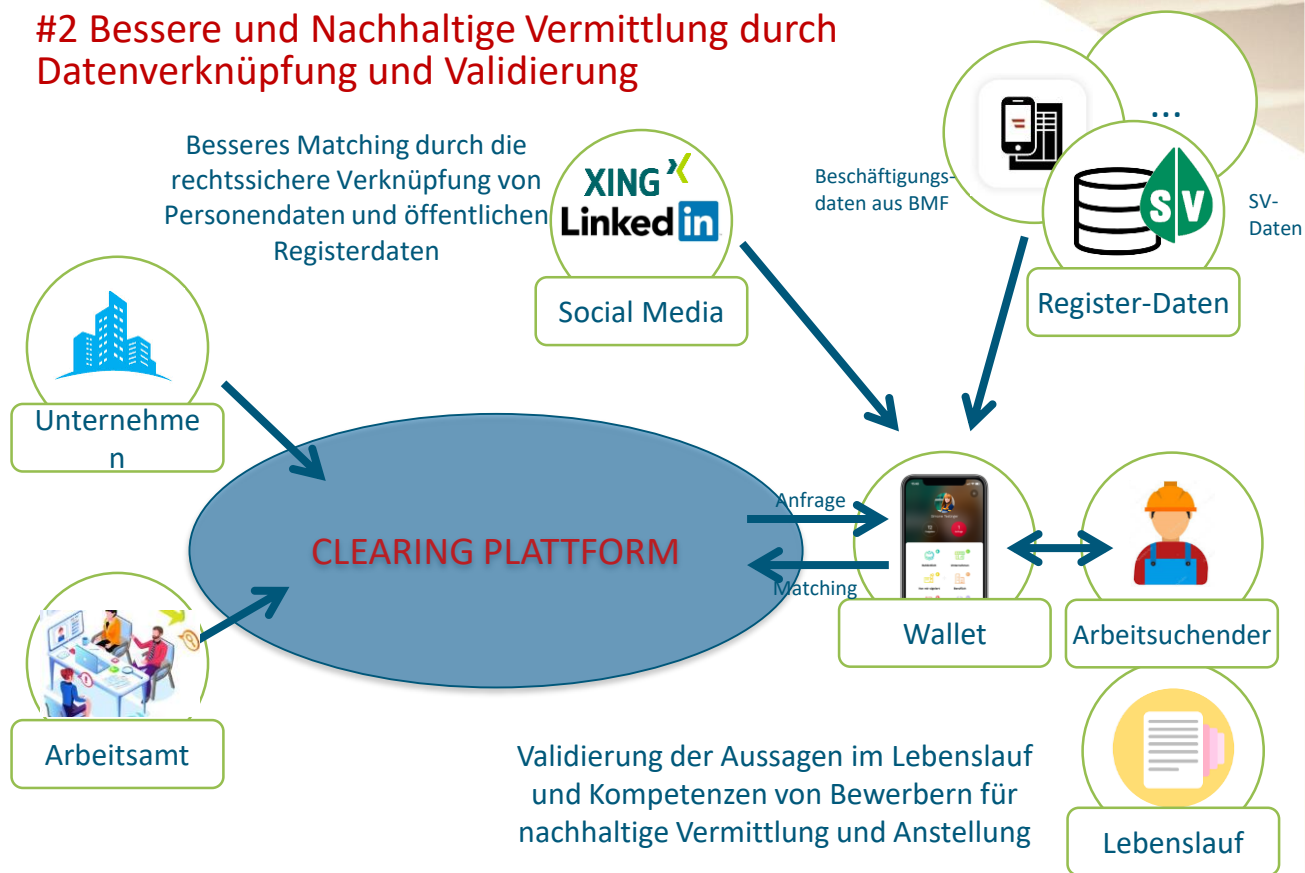 #2 Bessere und Nachhaltige Vermittlung durch
Datenverknüpfung und Validierung
Besseres Matching durch die
rechtssichere Verknüpfung von
Personendaten und öffentlichen
Registerdaten
XING
Linked in
Social Media
Beschäftigungs-
daten aus BMF
...
SV
SV-
Daten
Register-Daten
Unternehme
n
CLEARING PLATTFORM
Anfrage
Matching
Wallet
Arbeitsuchender
Arbeitsamt
Validierung der Aussagen im Lebenslauf
und Kompetenzen von Bewerbern für
nachhaltige Vermittlung und Anstellung
Lebenslauf